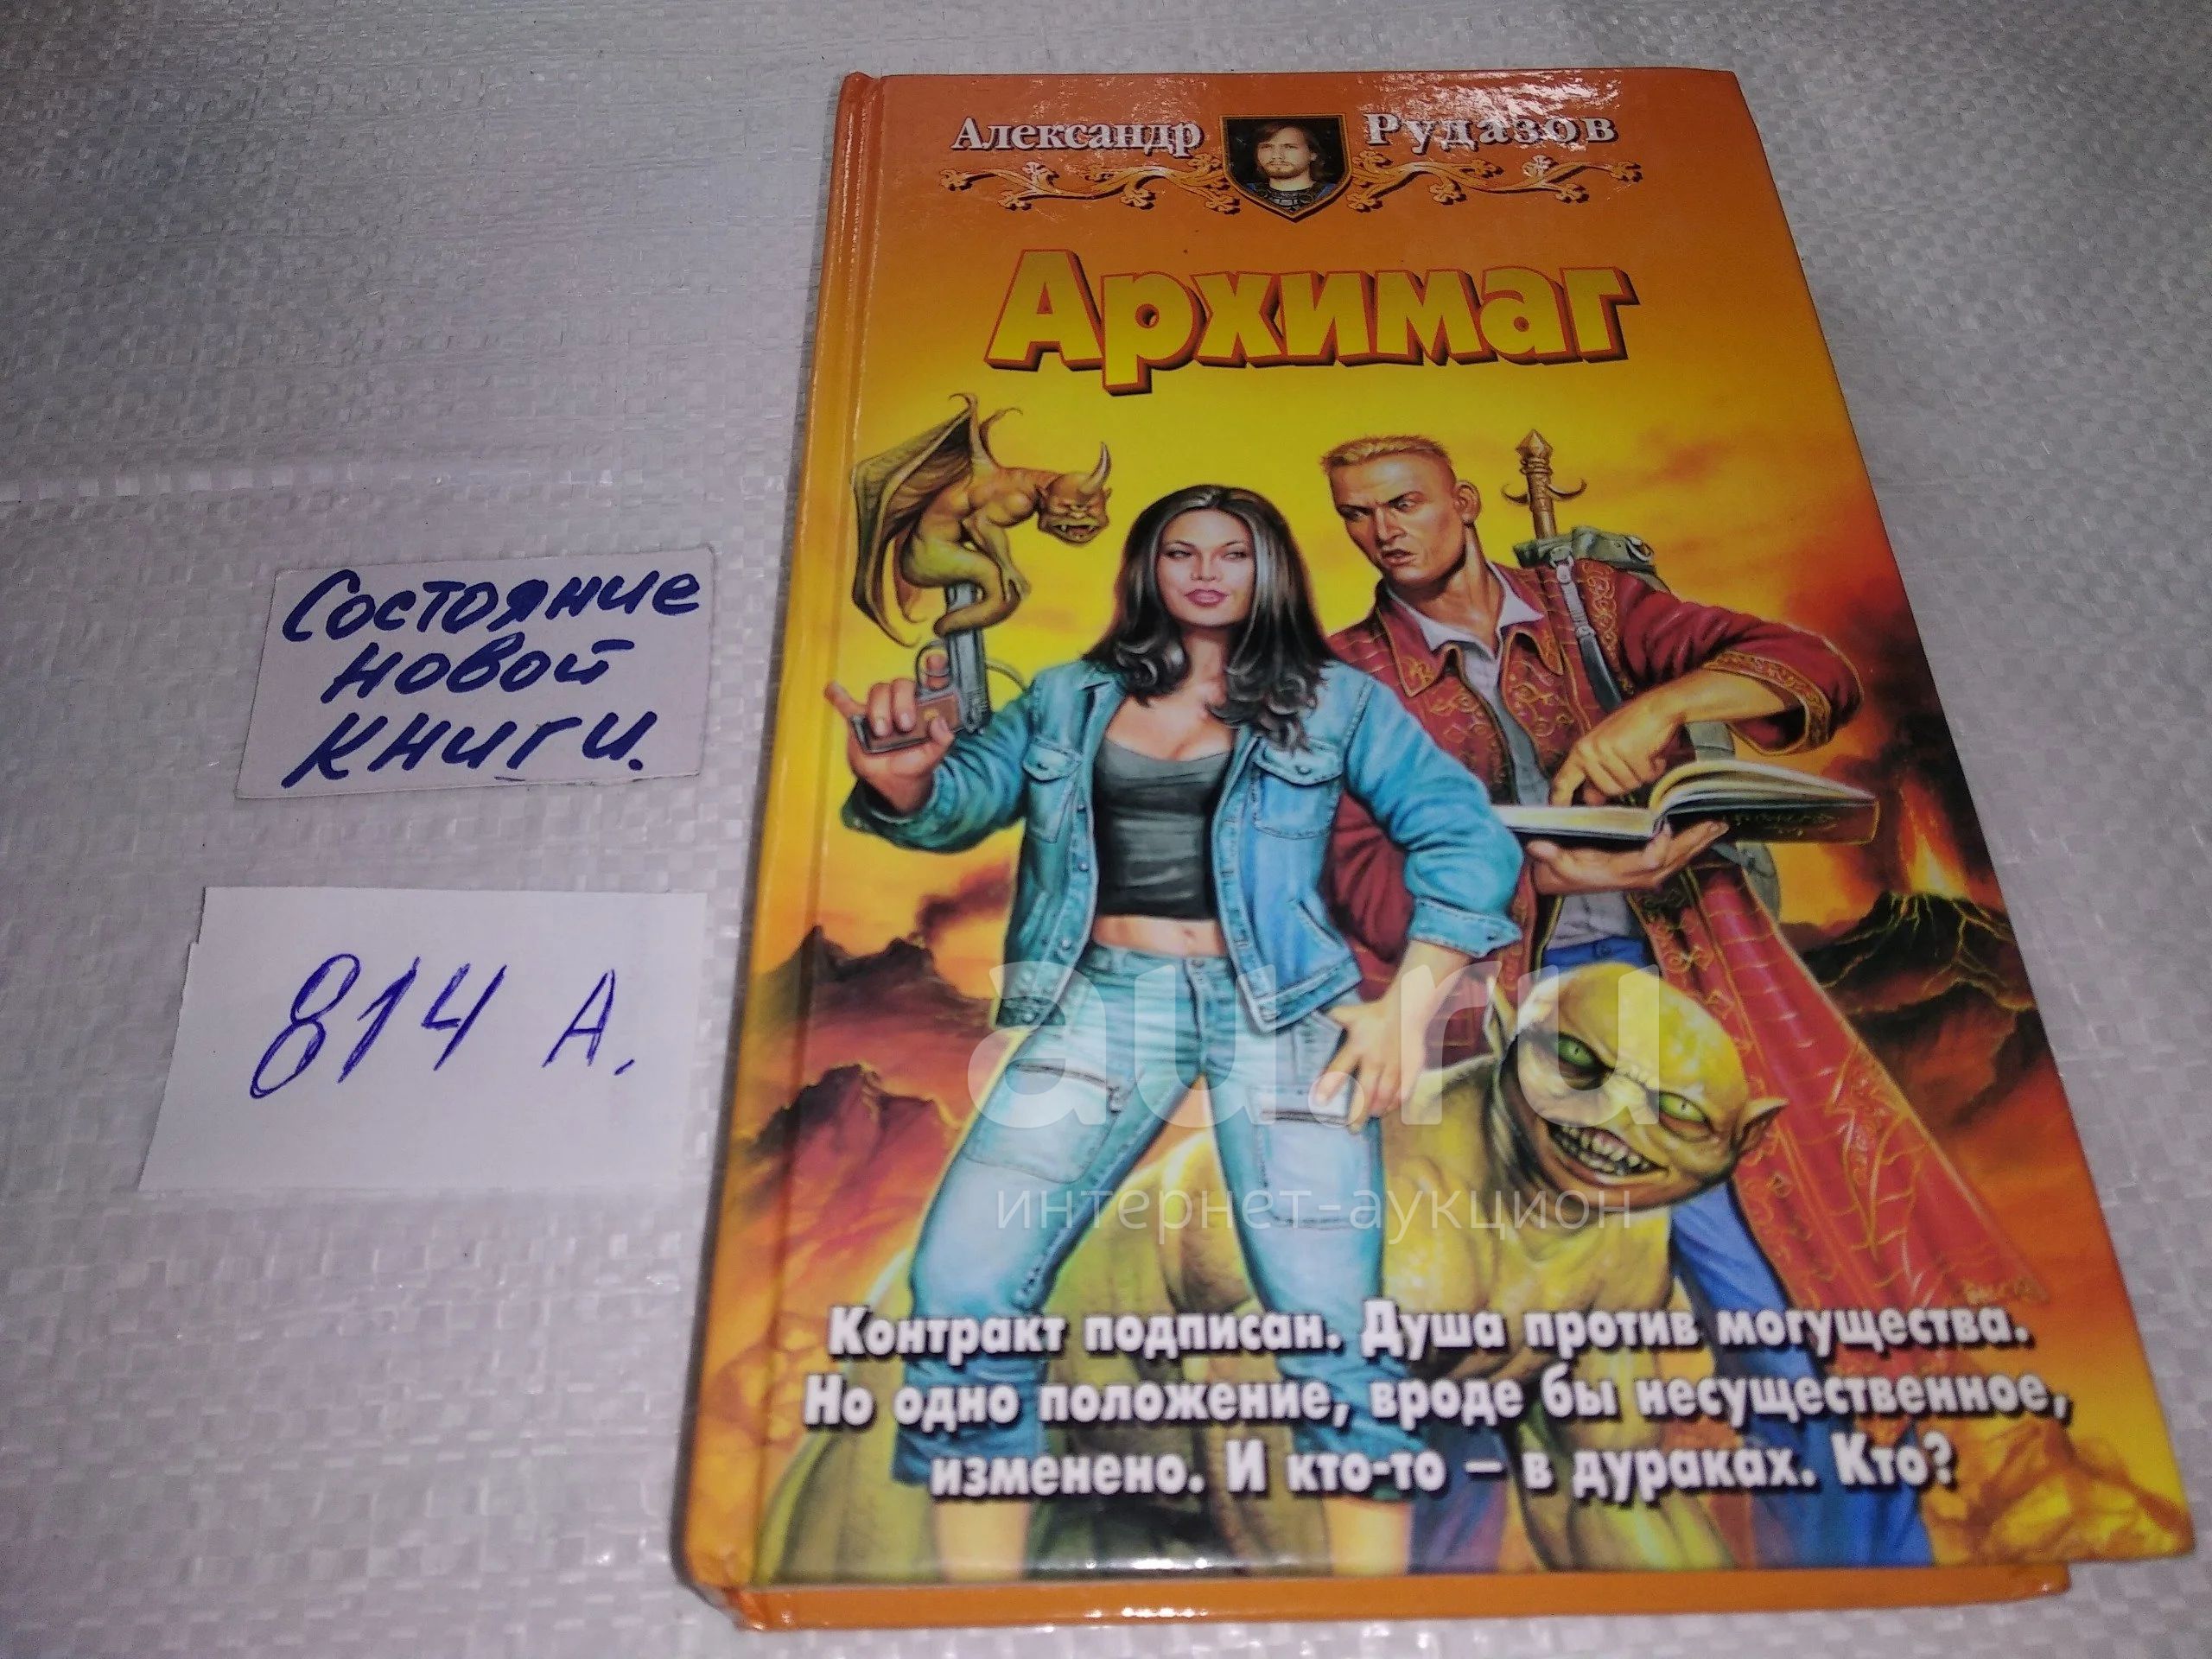 Александр Рудазов
Архимаг
Состояние
новой
книги.
814 А.
au.ru
интернет-аукцион
Контракт подписан. Душа против могущества.
Но одно положение, вроде бы несущественное,
изменено. И кто-то – в дураках. Кто?